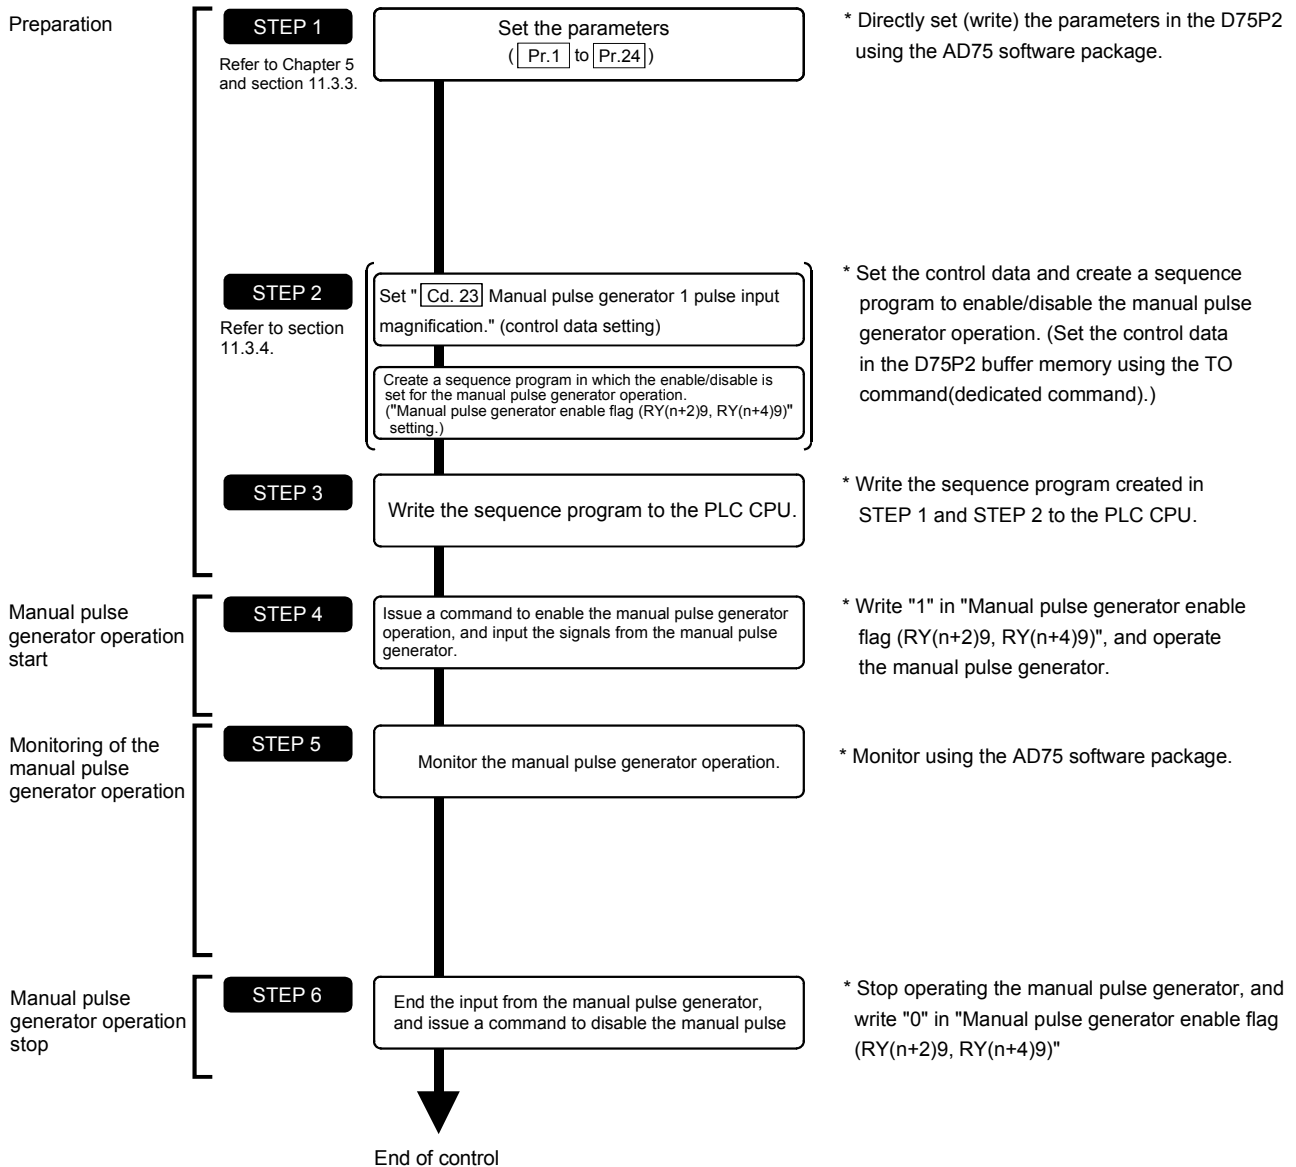 Preparation
STEP 1
Refer to Chapter 5
and section 11.3.3.
Set the parameters
( Pr.1 to Pr.24 )
* Directly set (write) the parameters in the D75P2
using the AD75 software package.
STEP 2
Refer to section
11.3.4.
Set " Cd. 23 Manual pulse generator 1 pulse input
magnification." (control data setting)
Create a sequence program in which the enable/disable is
set for the manual pulse generator operation.
("Manual pulse generator enable flag (RY(n+2)9, RY(n+4)9)"
setting.)
* Set the control data and create a sequence
program to enable/disable the manual pulse
generator operation. (Set the control data
in the D75P2 buffer memory using the TO
command(dedicated command).)
STEP 3
Write the sequence program to the PLC CPU.
* Write the sequence program created in
STEP 1 and STEP 2 to the PLC CPU.
Manual pulse
generator operation
start
STEP 4
Issue a command to enable the manual pulse generator
operation, and input the signals from the manual pulse
generator.
* Write "1" in "Manual pulse generator enable
flag (RY(n+2)9, RY(n+4)9)", and operate
the manual pulse generator.
Monitoring of the
manual pulse
generator operation
STEP 5
Monitor the manual pulse generator operation.
* Monitor using the AD75 software package.
Manual pulse
generator operation
stop
STEP 6
End the input from the manual pulse generator,
and issue a command to disable the manual pulse
* Stop operating the manual pulse generator, and
write "0" in "Manual pulse generator enable flag
(RY(n+2)9, RY(n+4)9)"
End of control